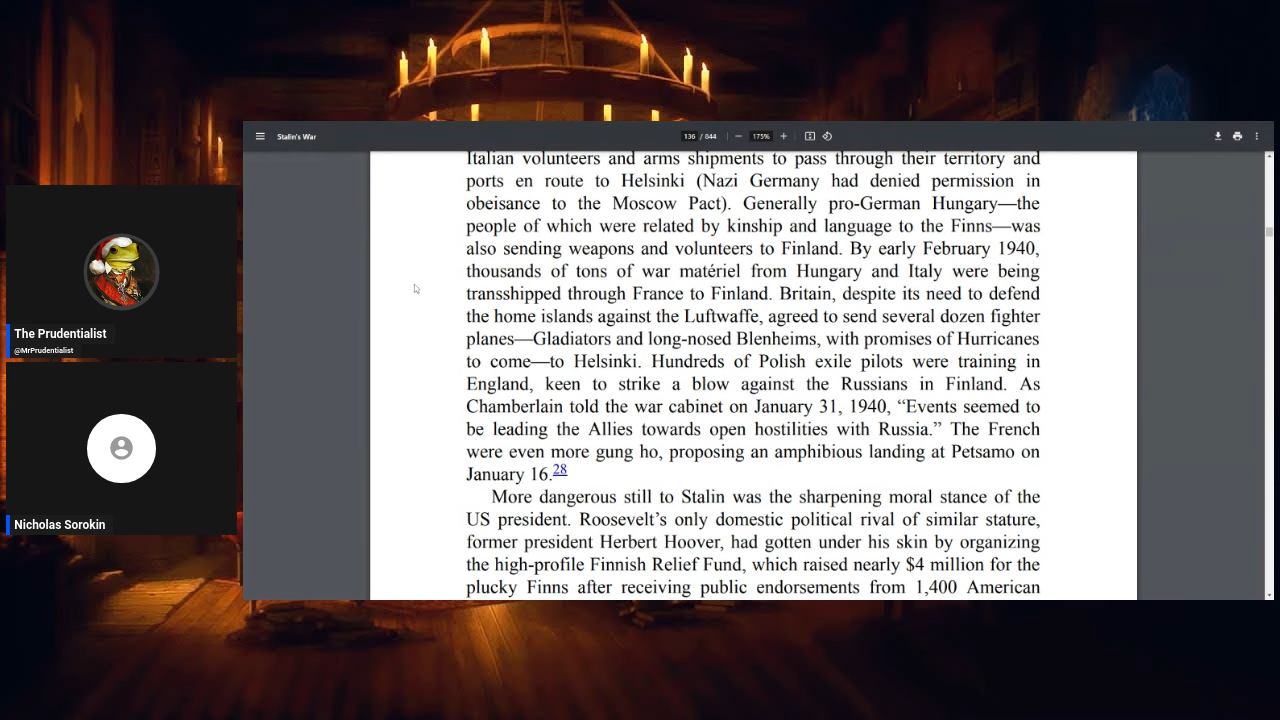 Stalin's War
136 / 844
175%
Italian volunteers and arms shipments to pass through their territory and
ports en route to Helsinki (Nazi Germany had denied permission in
obeisance to the Moscow Pact). Generally pro-German Hungary—the
people of which were related by kinship and language to the Finns—was
also sending weapons and volunteers to Finland. By early February 1940,
thousands of tons of war matériel from Hungary and Italy were being
transshipped through France to Finland. Britain, despite its need to defend
the home islands against the Luftwaffe, agreed to send several dozen fighter
planes—Gladiators and long-nosed Blenheims, with promises of Hurricanes
to come—to Helsinki. Hundreds of Polish exile pilots were training in
England, keen to strike a blow against the Russians in Finland. As
Chamberlain told the war cabinet on January 31, 1940, “Events seemed to
be leading the Allies towards open hostilities with Russia.” The French
were even more gung ho, proposing an amphibious landing at Petsamo on
January 16.28
More dangerous still to Stalin was the sharpening moral stance of the
US president. Roosevelt’s only domestic political rival of similar stature,
former president Herbert Hoover, had gotten under his skin by organizing
the high-profile Finnish Relief Fund, which raised nearly $4 million for the
plucky Finns after receiving public endorsements from 1,400 American
The Prudentialist
@MrPrudentialist
Nicholas Sorokin